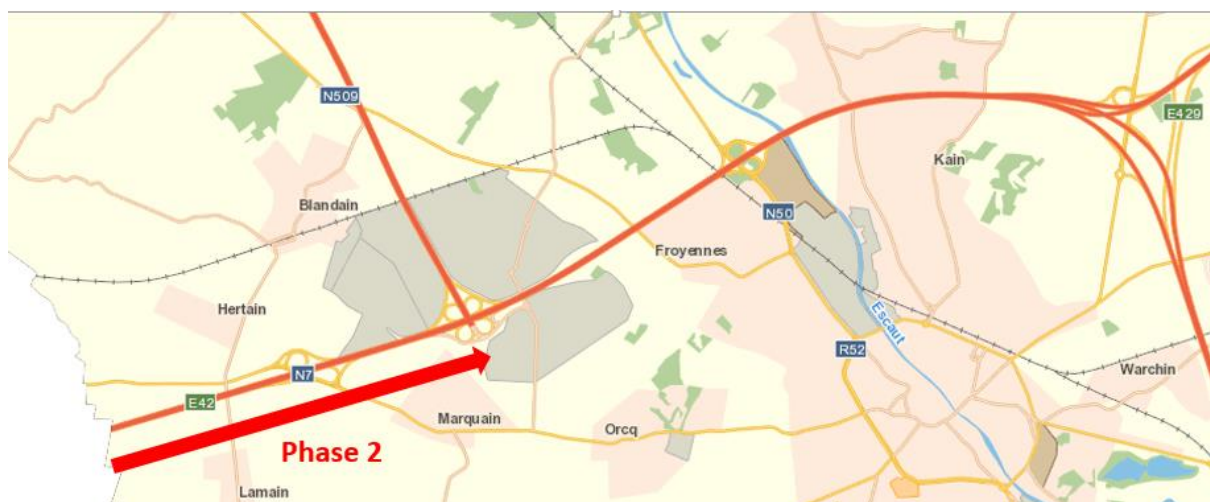 N509
E429
Kain
Blandain
N50
Froyennes
Hertain
Escaut
R52
Warchin
N7
E42
Marquain
Orcq
Phase 2
Lamain